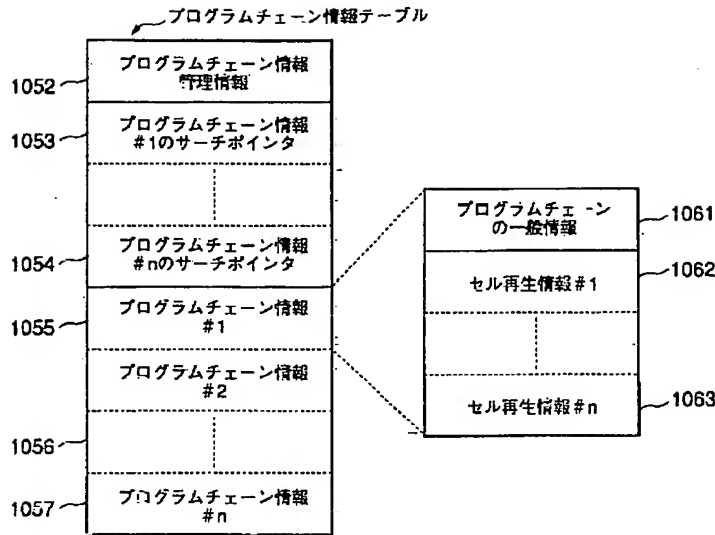 プログラムチェーン情報テーブル
プログラムチェーン情報
管理情報
1052
プログラムチェーン情報
#1のサーチポインタ
1053
プログラムチェーン情報
#nのサーチポインタ
1054
プログラムチェーン情報
#1
1055
プログラムチェーン情報
#2
1056
プログラムチェーン情報
#n
1057
プログラムチェーン
の一般情報
1061
セル再生情報#1
1062
セル再生情報#n
1063